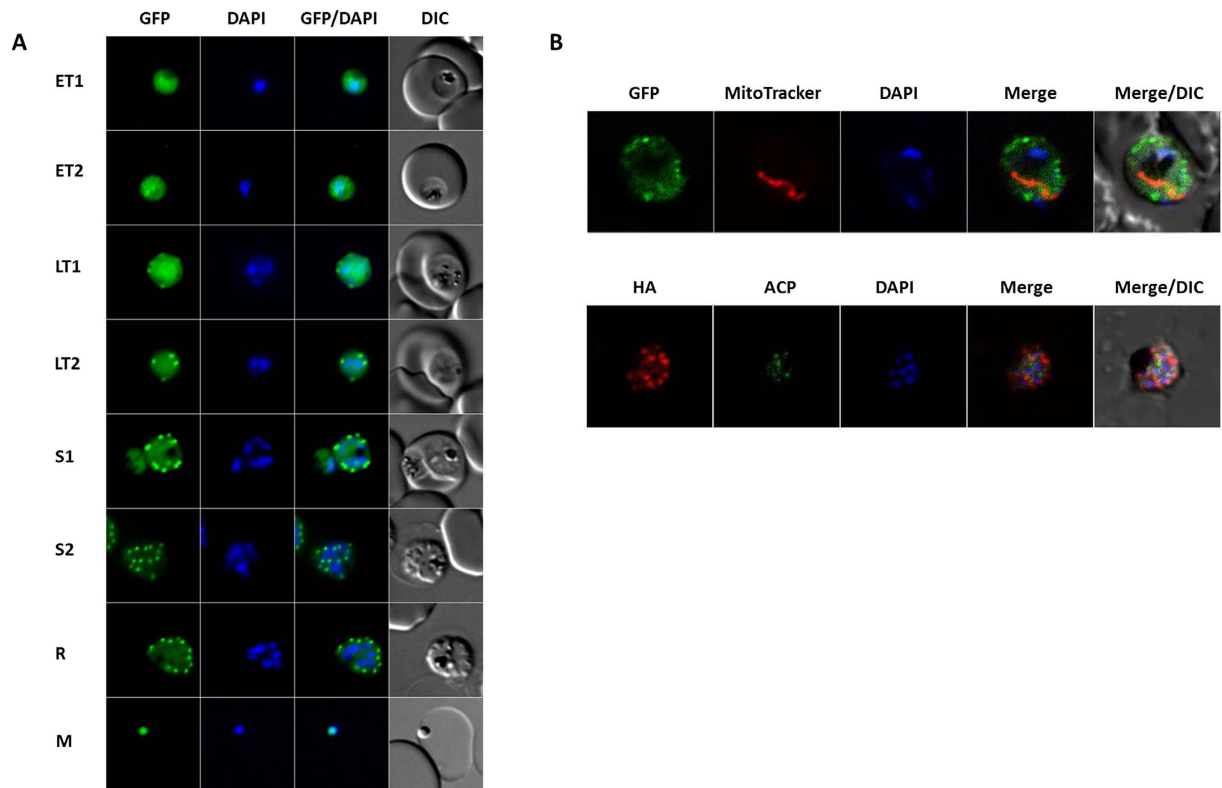 A
GFP DAPI GFP/DAPI DIC
ET1
ET2
LT1
LT2
S1
S2
R
M
B
GFP MitoTracker DAPI Merge Merge/DIC
HA ACP DAPI Merge Merge/DIC